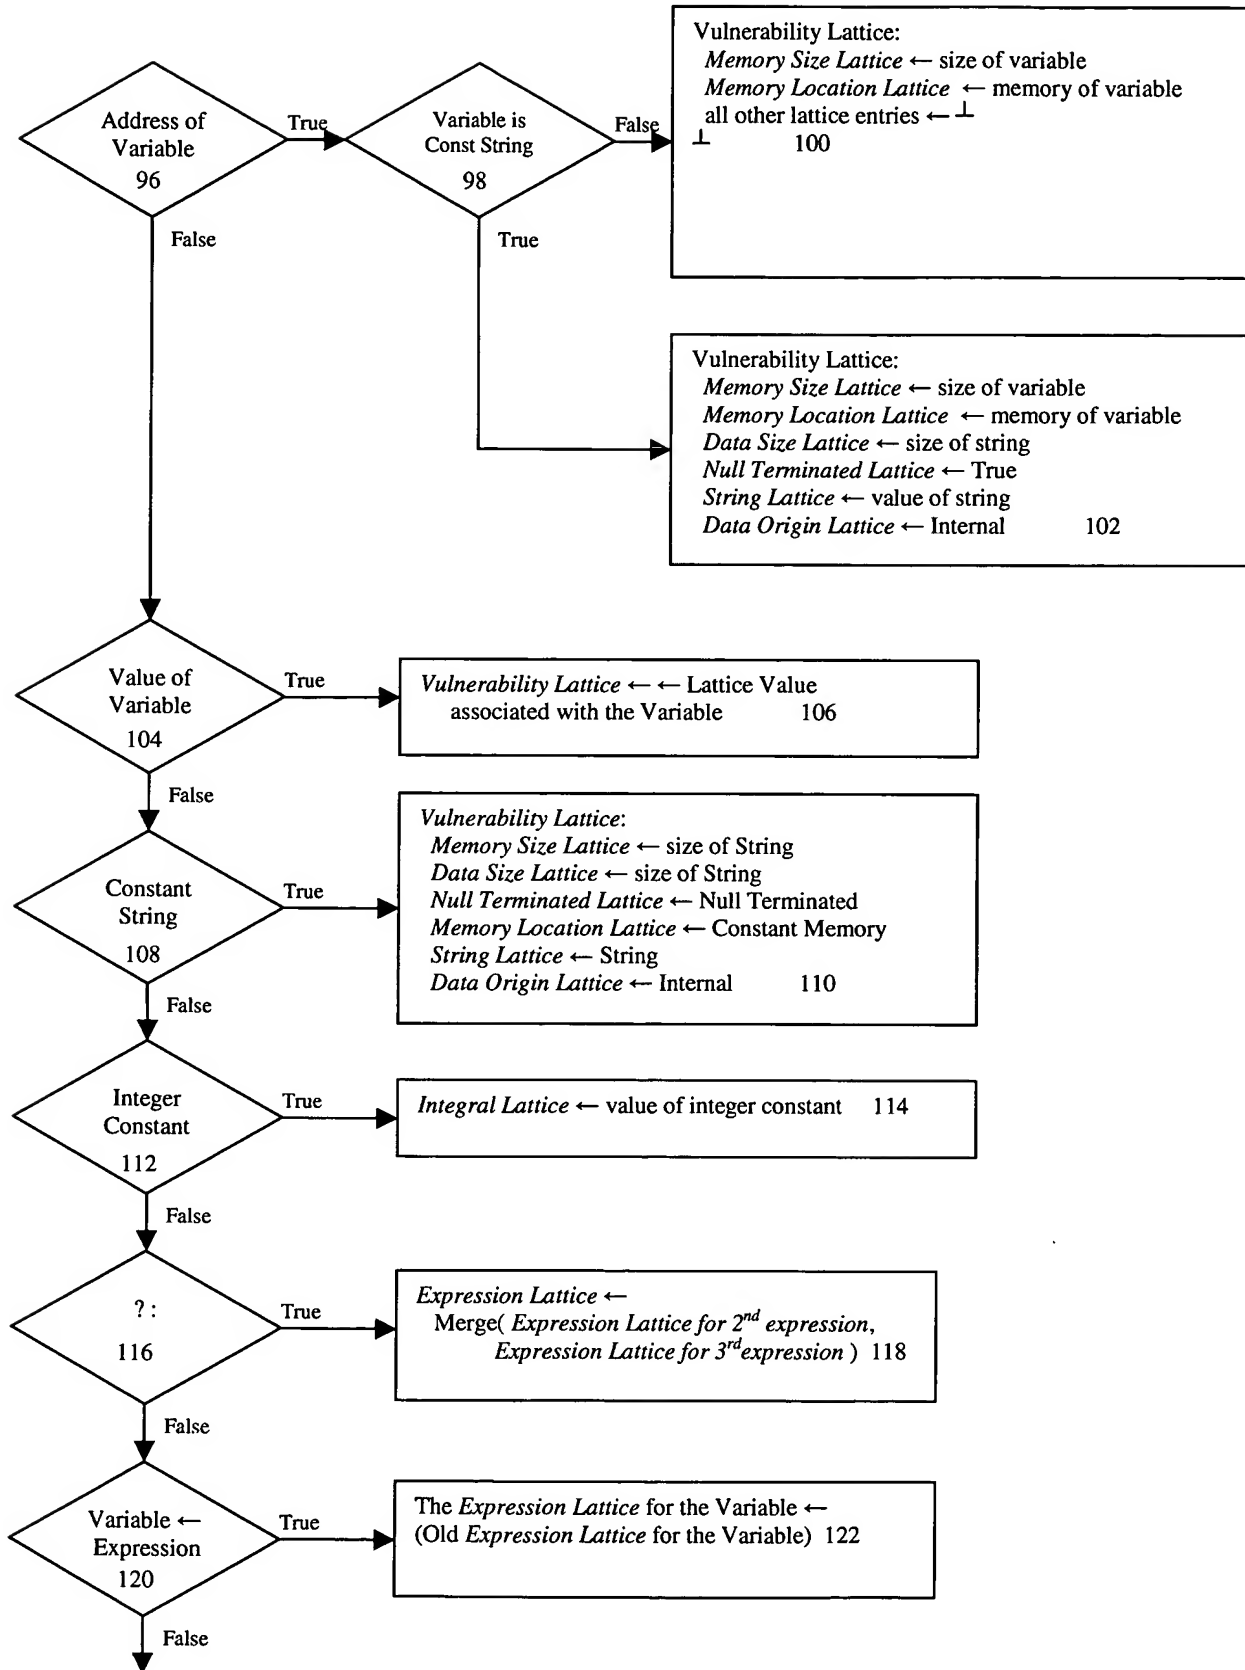 Address of
Variable
96
True
False
Variable is
Const String
98
False
True
Vulnerability Lattice:
Memory Size Lattice ← size of variable
Memory Location Lattice ← memory of variable
all other lattice entries ← ⊥
⊥ 100
Vulnerability Lattice:
Memory Size Lattice ← size of variable
Memory Location Lattice ← memory of variable
Data Size Lattice ← size of string
Null Terminated Lattice ← True
String Lattice ← value of string
Data Origin Lattice ← Internal 102
Value of
Variable
104
True
False
Vulnerability Lattice ← ← Lattice Value
associated with the Variable 106
Constant
String
108
True
False
Vulnerability Lattice:
Memory Size Lattice ← size of String
Data Size Lattice ← size of String
Null Terminated Lattice ← Null Terminated
Memory Location Lattice ← Constant Memory
String Lattice ← String
Data Origin Lattice ← Internal 110
Integer
Constant
112
True
False
Integral Lattice ← value of integer constant 114
? :
116
True
False
Expression Lattice ←
Merge( Expression Lattice for 2nd expression,
Expression Lattice for 3rd expression ) 118
Variable ←
Expression
120
True
False
The Expression Lattice for the Variable ←
(Old Expression Lattice for the Variable) 122